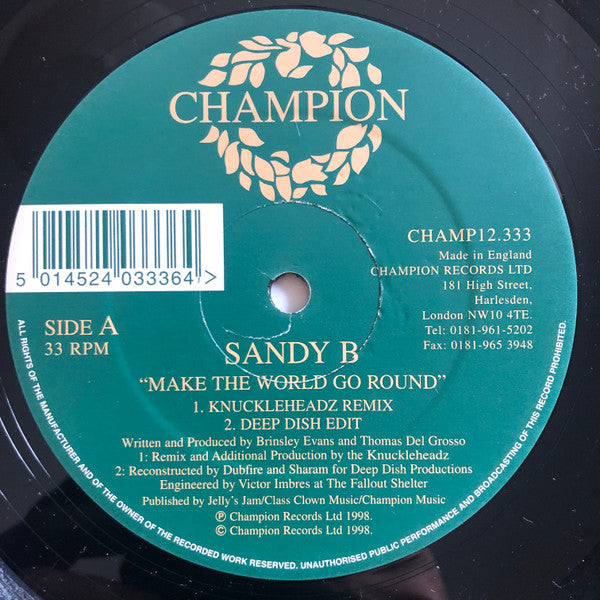 CHAMPION
CHAMP12.333
Made in England
CHAMPION RECORDS LTD
181 High Street,
Harlesden,
London NW10 4TE.
Tel: 0181-961-5202
Fax: 0181-965 3948
5 014524 033364 >
SIDE A
33 RPM
SANDY B
“MAKE THE WORLD GO ROUND”
1. KNUCKLEHEADZ REMIX
2. DEEP DISH EDIT
Written and Produced by Brinsley Evans and Thomas Del Grosso
1: Remix and Additional Production by the Knuckleheadz
2: Reconstructed by Dubfire and Sharam for Deep Dish Productions
Engineered by Victor Imbres at The Fallout Shelter
Published by Jelly's Jam/Class Clown Music/Champion Music
℗ Champion Records Ltd 1998.
© Champion Records Ltd 1998.
ALL RIGHTS OF THE MANUFACTURER AND OF THE OWNER OF THE RECORDED WORK RESERVED. UNAUTHORISED PUBLIC PERFORMANCE AND BROADCASTING OF THIS RECORD PROHIBITED.